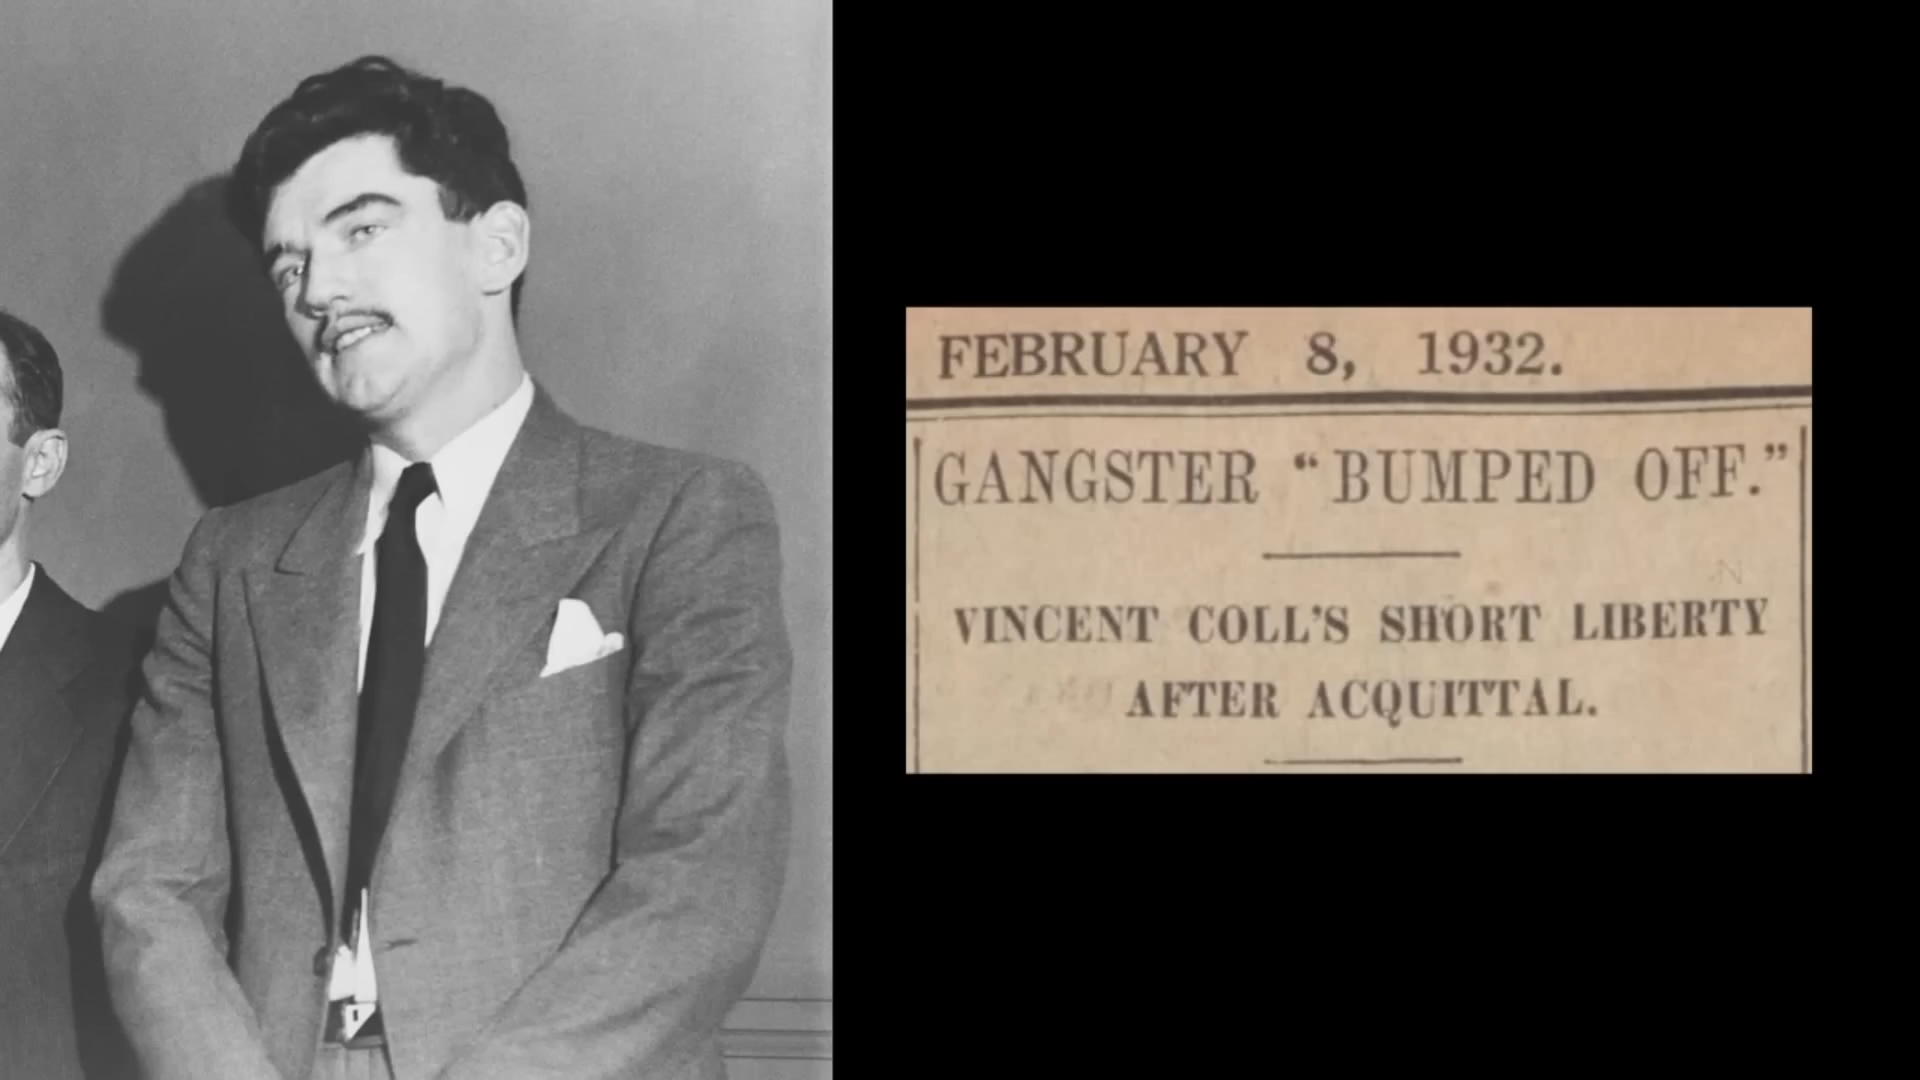 FEBRUARY 8, 1932.
GANGSTER “BUMPED OFF.”
VINCENT COLL'S SHORT LIBERTY
AFTER ACQUITTAL.